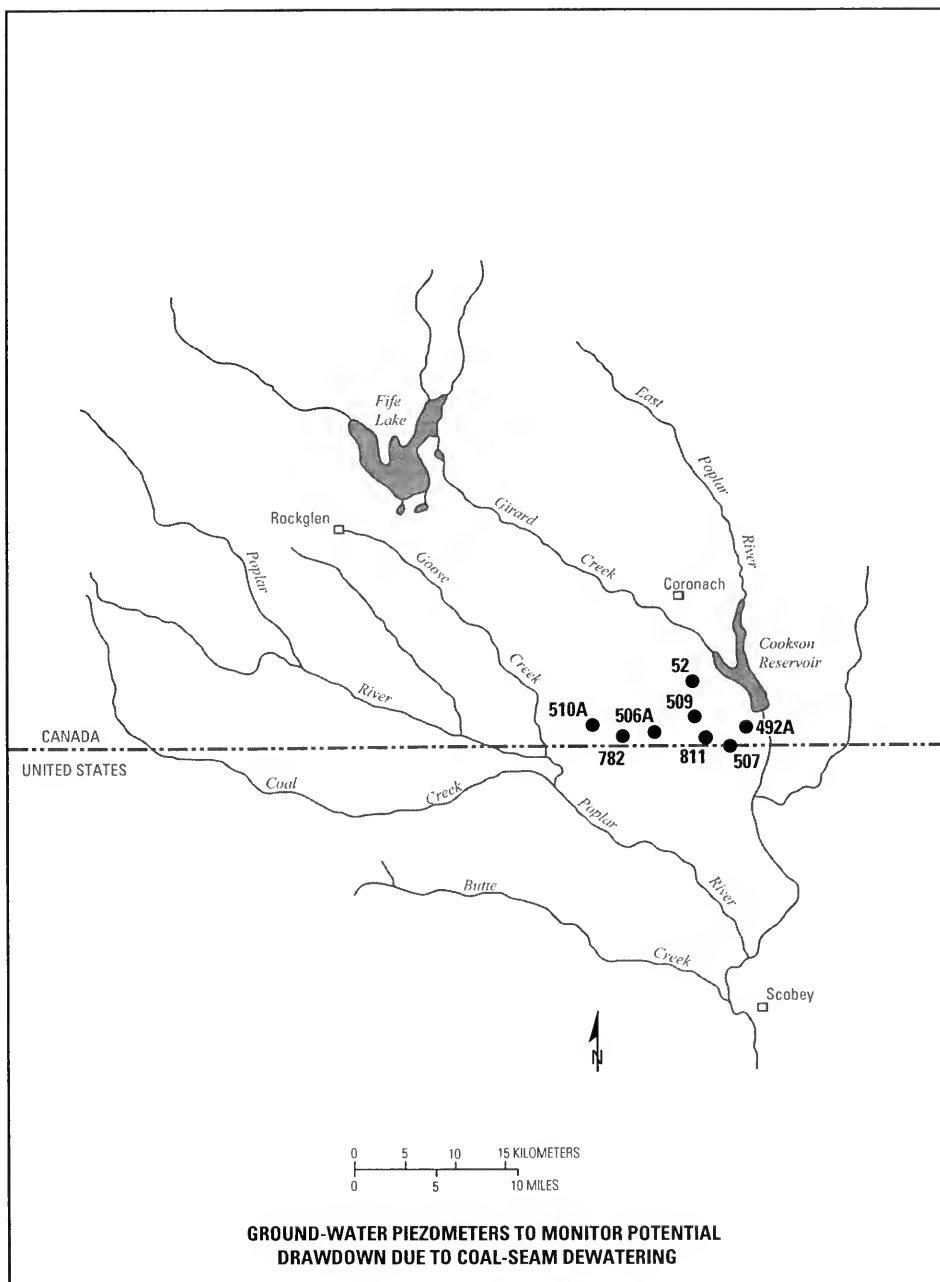 East
Poplar
River
Fife
Lake
Rockglen
Girard
Creek
Coronach
Goose
Creek
Poplar
River
Cookson
Reservoir
52
509
510A
506A
492A
782
811
507
CANADA
UNITED STATES
Coal
Creek
Poplar
River
Butte
Creek
Scobey
N
0 5 10 15 KILOMETERS
0 5 10 MILES
GROUND-WATER PIEZOMETERS TO MONITOR POTENTIAL
DRAWDOWN DUE TO COAL-SEAM DEWATERING